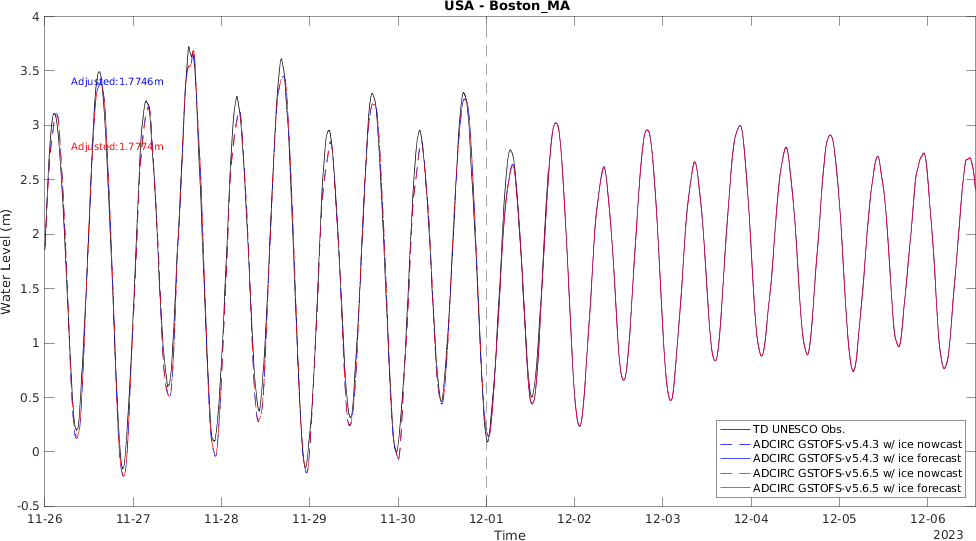 USA - Boston_MA
4
3.5
3
2.5
2
1.5
1
0.5
0
-0.5
Water Level (m)
Adjusted:1.7746m
Adjusted:1.7774m
TD UNESCO Obs.
ADCIRC GSTOFS-v5.4.3 w/ ice nowcast
ADCIRC GSTOFS-v5.4.3 w/ ice forecast
ADCIRC GSTOFS-v5.6.5 w/ ice nowcast
ADCIRC GSTOFS-v5.6.5 w/ ice forecast
11-26 11-27 11-28 11-29 11-30 12-01 12-02 12-03 12-04 12-05 12-06
Time
2023